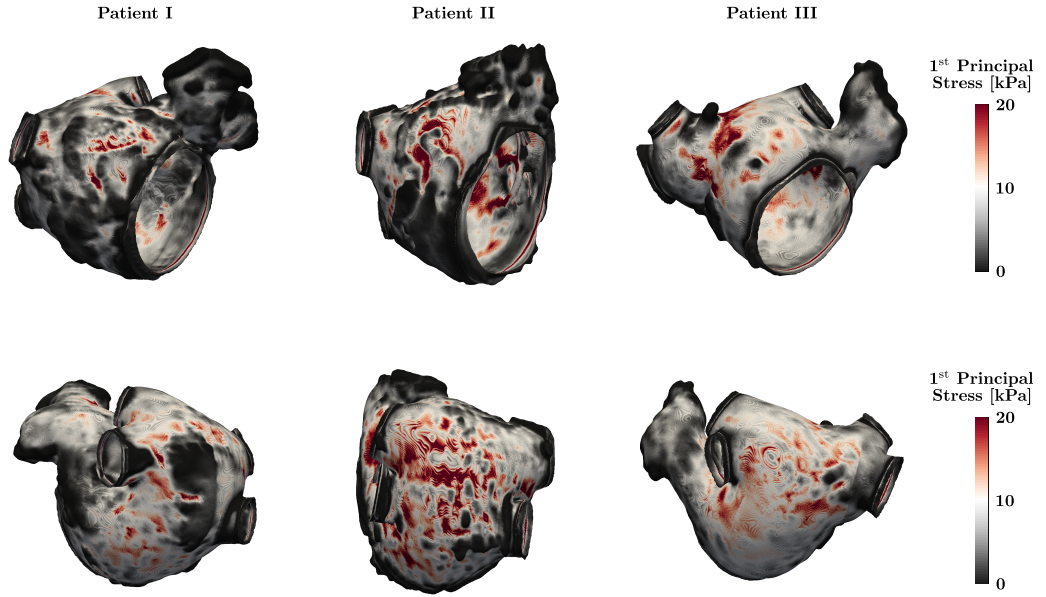 Patient I
Patient II
Patient III
1st Principal
Stress [kPa]
20
10
0
1st Principal
Stress [kPa]
20
10
0